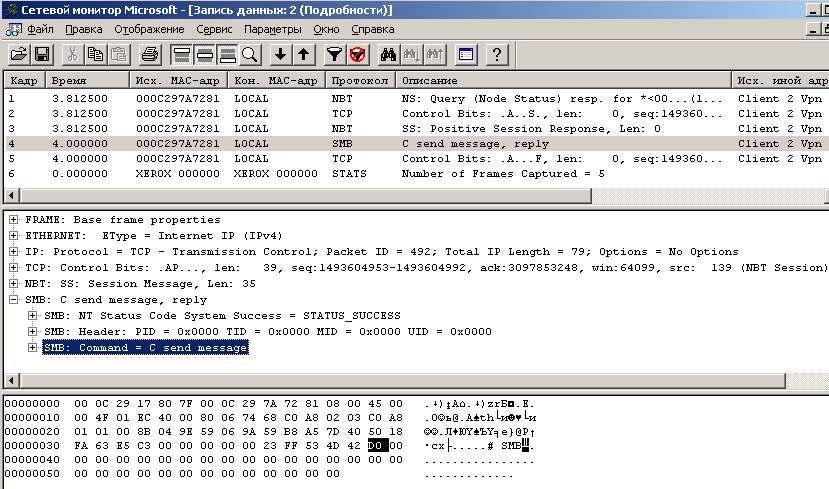 Сетевой монитор Microsoft - [Запись данных: 2 (Подробности)]
Файл Правка Отображение Сервис Параметры Окно Справка
Кадр Время Исх. МАС-адр Кон. МАС-адр Протокол Описание Исх. иной адр
1 3.812500 000C297A7281 LOCAL NBT NS: Query (Node Status) resp. for *<00...(l... Client 2 Vpn
2 3.812500 000C297A7281 LOCAL TCP Control Bits: .A..S., len: 0, seq:149360... Client 2 Vpn
3 3.812500 000C297A7281 LOCAL NBT SS: Positive Session Response, Len: 0 Client 2 Vpn
4 4.000000 000C297A7281 LOCAL SMB C send message, reply Client 2 Vpn
5 4.000000 000C297A7281 LOCAL TCP Control Bits: .A...F, len: 0, seq:149360... Client 2 Vpn
6 0.000000 XEROX 000000 XEROX 000000 STATS Number of Frames Captured = 5
FRAME: Base frame properties
ETHERNET: EType = Internet IP (IPv4)
IP: Protocol = TCP - Transmission Control; Packet ID = 492; Total IP Length = 79; Options = No Options
TCP: Control Bits: .AP..., len: 39, seq:1493604953-1493604992, ack:3097853248, win:64099, src: 139 (NBT Session)
NBT: SS: Session Message, Len: 35
SMB: C send message, reply
SMB: NT Status Code System Success = STATUS_SUCCESS
SMB: Header: PID = 0x0000 TID = 0x0000 MID = 0x0000 UID = 0x0000
SMB: Command = C send message
00000000 00 0C 29 17 80 7F 00 0C 29 7A 72 81 08 00 45 00
00000010 00 4F 01 EC 40 00 80 06 74 68 C0 A8 02 03 C0 A8
00000020 01 01 00 8B 04 9E 59 06 9A 59 B8 A5 7D 40 50 18
00000030 FA 63 E5 C3 00 00 00 00 23 FF 53 4D 42 D0 00 .....# SMB
00000040 00 00 00 00 00 00 00 00 00 00 00 00 00 00 00 00 ................
00000050 00 00 00 00 00 00 00 00 00 00 00 00 00 .............